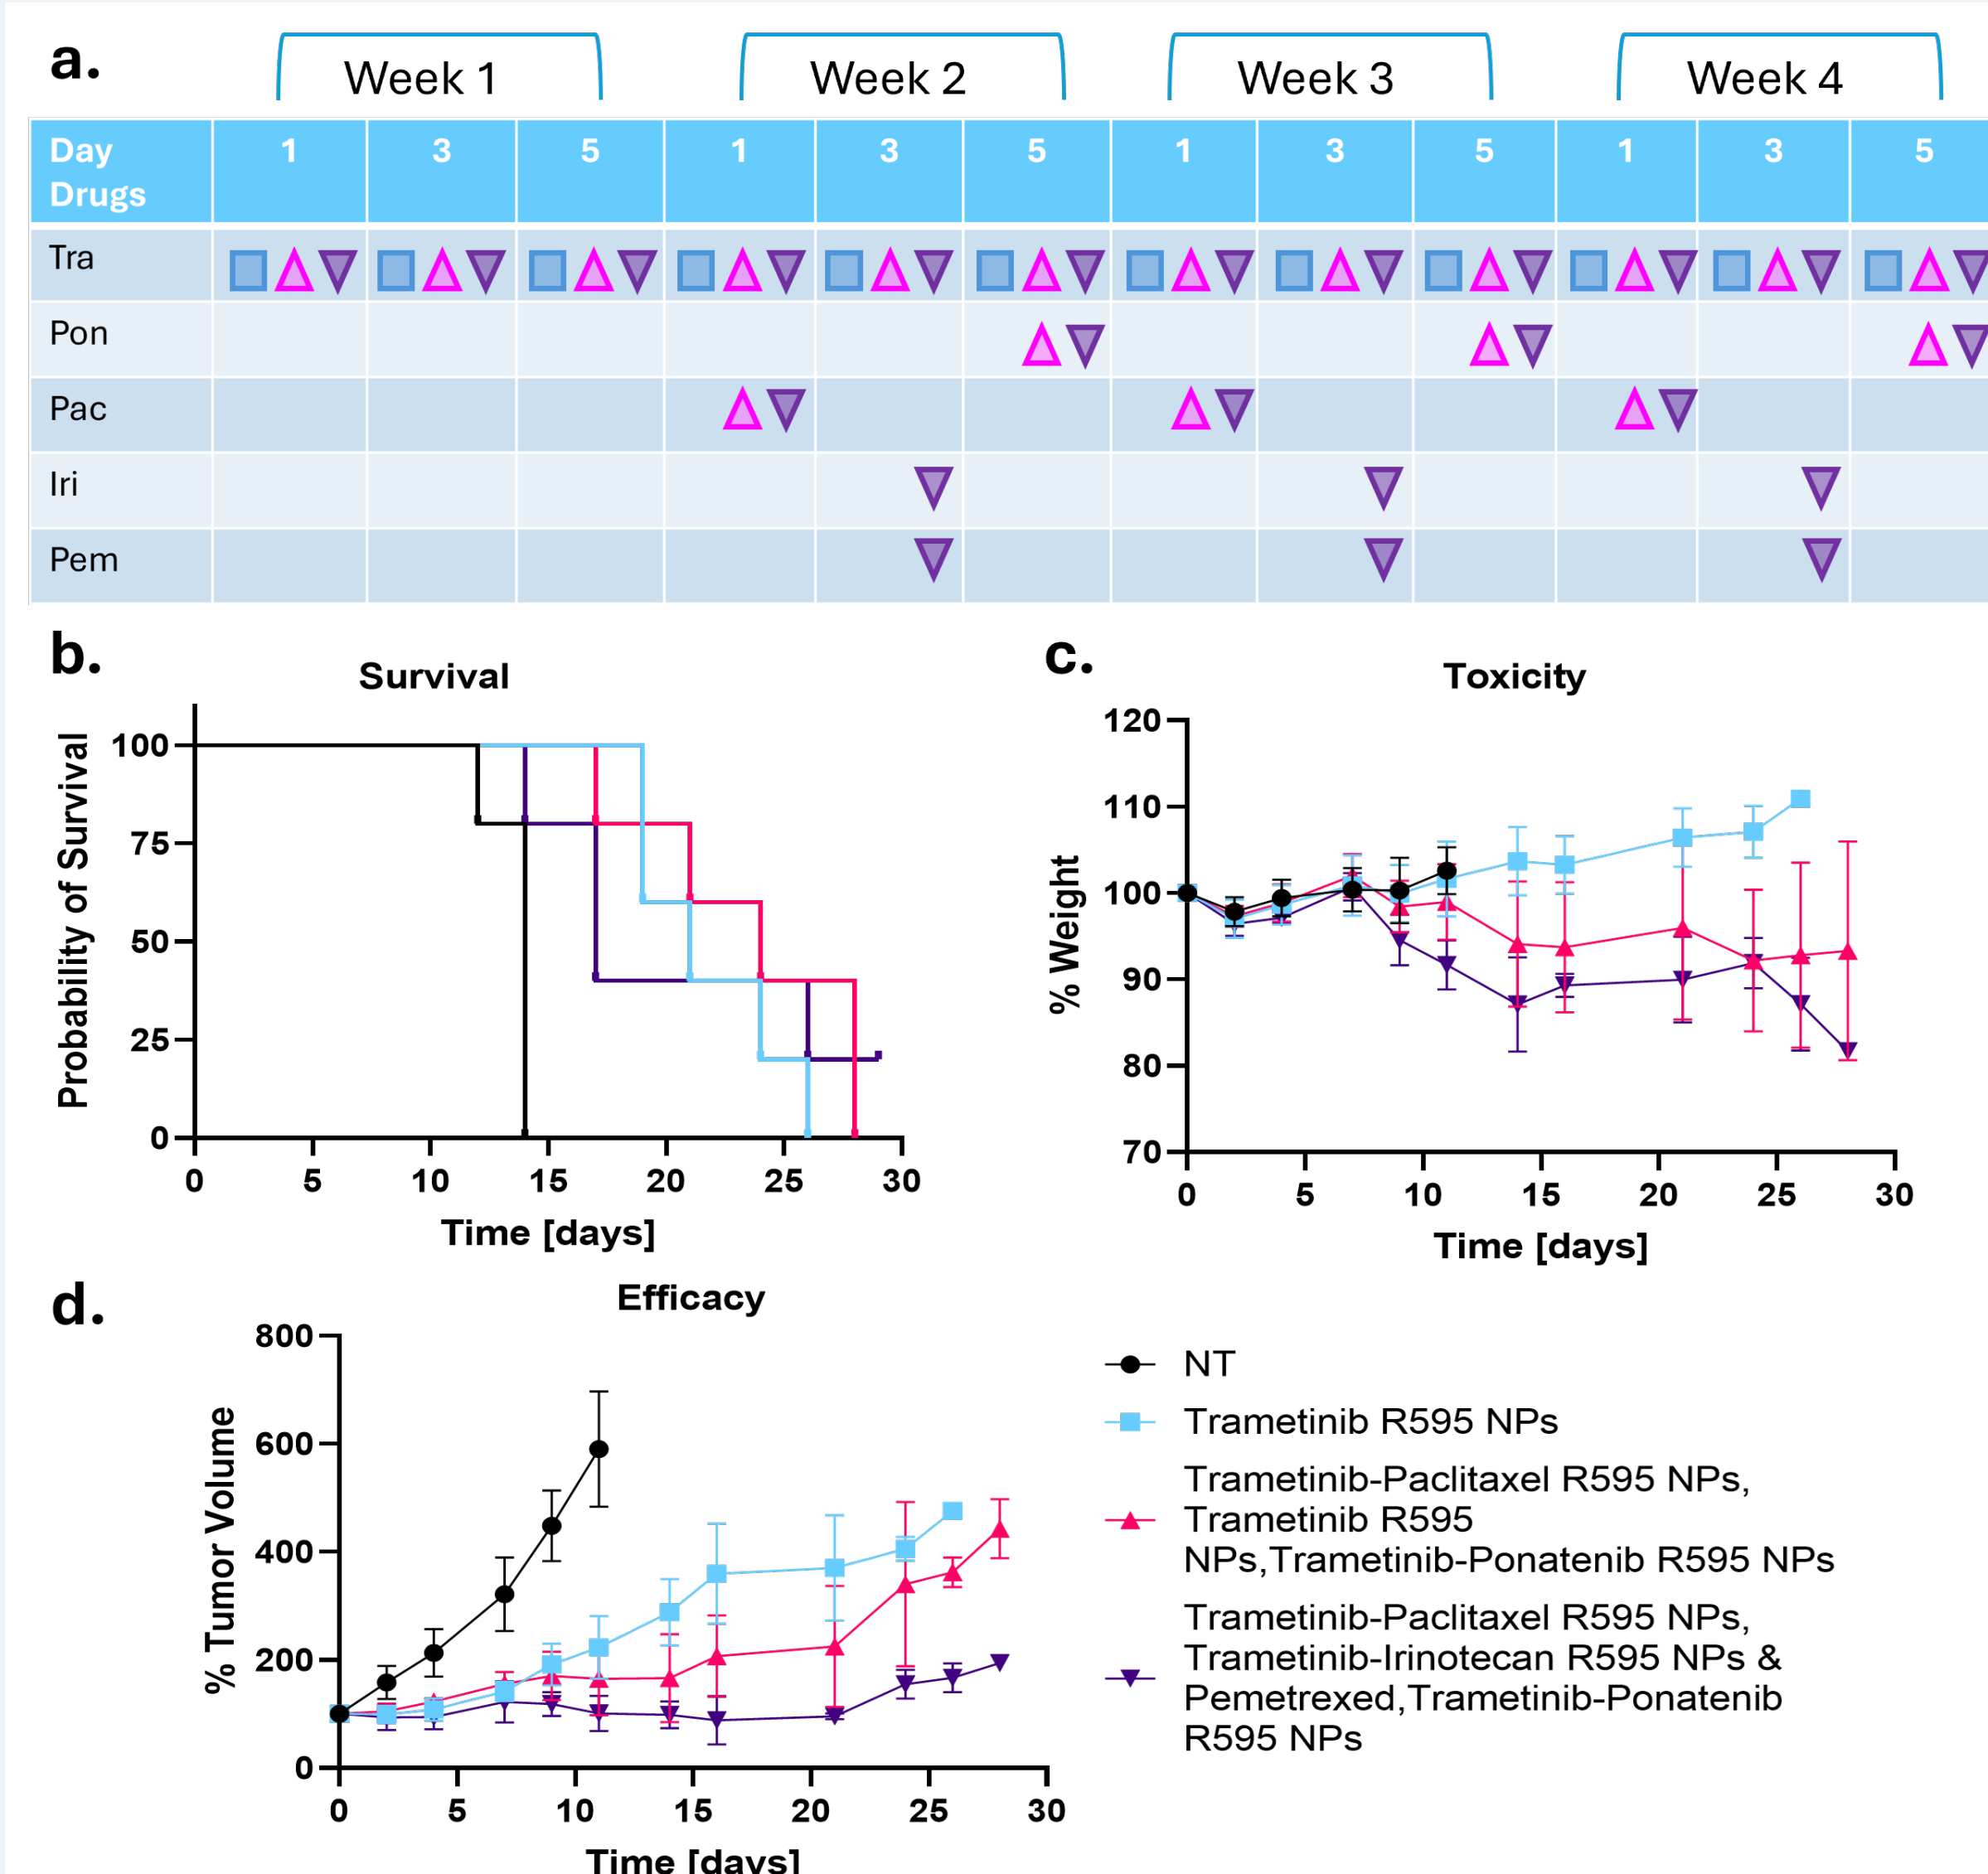 a.
Week 1 Week 2 Week 3 Week 4
Day 1 3 5 1 3 5 1 3 5 1 3 5
Drugs
Tra
Pon
Pac
Iri
Pem
b.
Survival
Probability of Survival
100
75
50
25
0
0 5 10 15 20 25 30
Time [days]
c.
Toxicity
% Weight
120
110
100
90
80
70
0 5 10 15 20 25 30
Time [days]
d.
Efficacy
% Tumor Volume
800
600
400
200
0
0 5 10 15 20 25 30
Time [days]
NT
Trametinib R595 NPs
Trametinib-Paclitaxel R595 NPs,
Trametinib R595
NPs,Trametinib-Ponatenib R595 NPs
Trametinib-Paclitaxel R595 NPs,
Trametinib-Irinotecan R595 NPs &
Pemetrexed,Trametinib-Ponatenib
R595 NPs